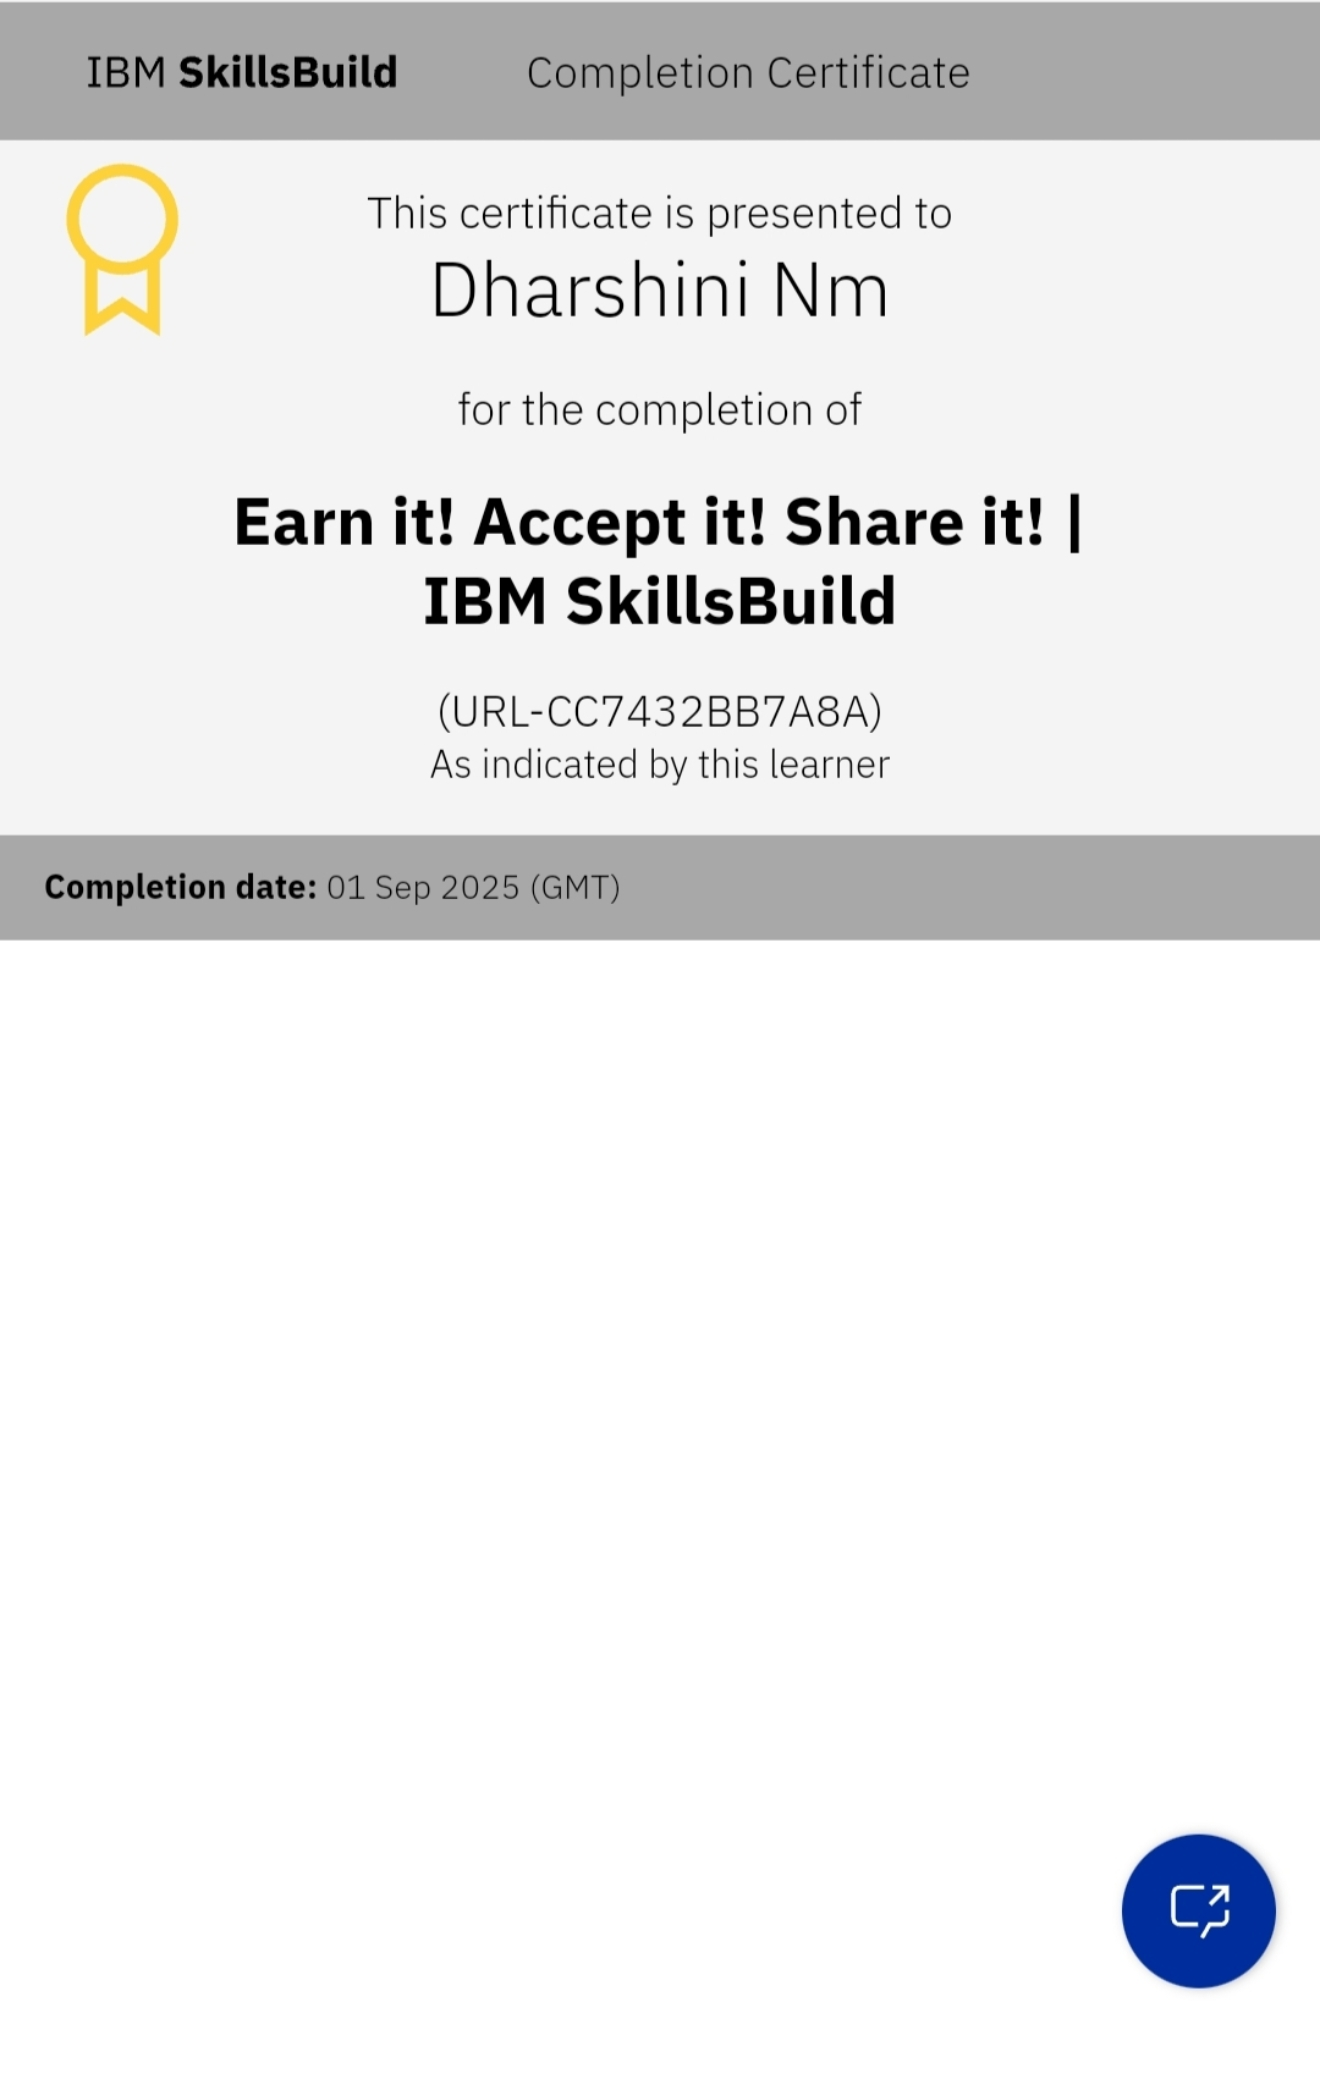 IBM SkillsBuild Completion Certificate
This certificate is presented to
Dharshini Nm
for the completion of
Earn it! Accept it! Share it! |
IBM SkillsBuild
(URL-CC7432BB7A8A)
As indicated by this learner
Completion date: 01 Sep 2025 (GMT)